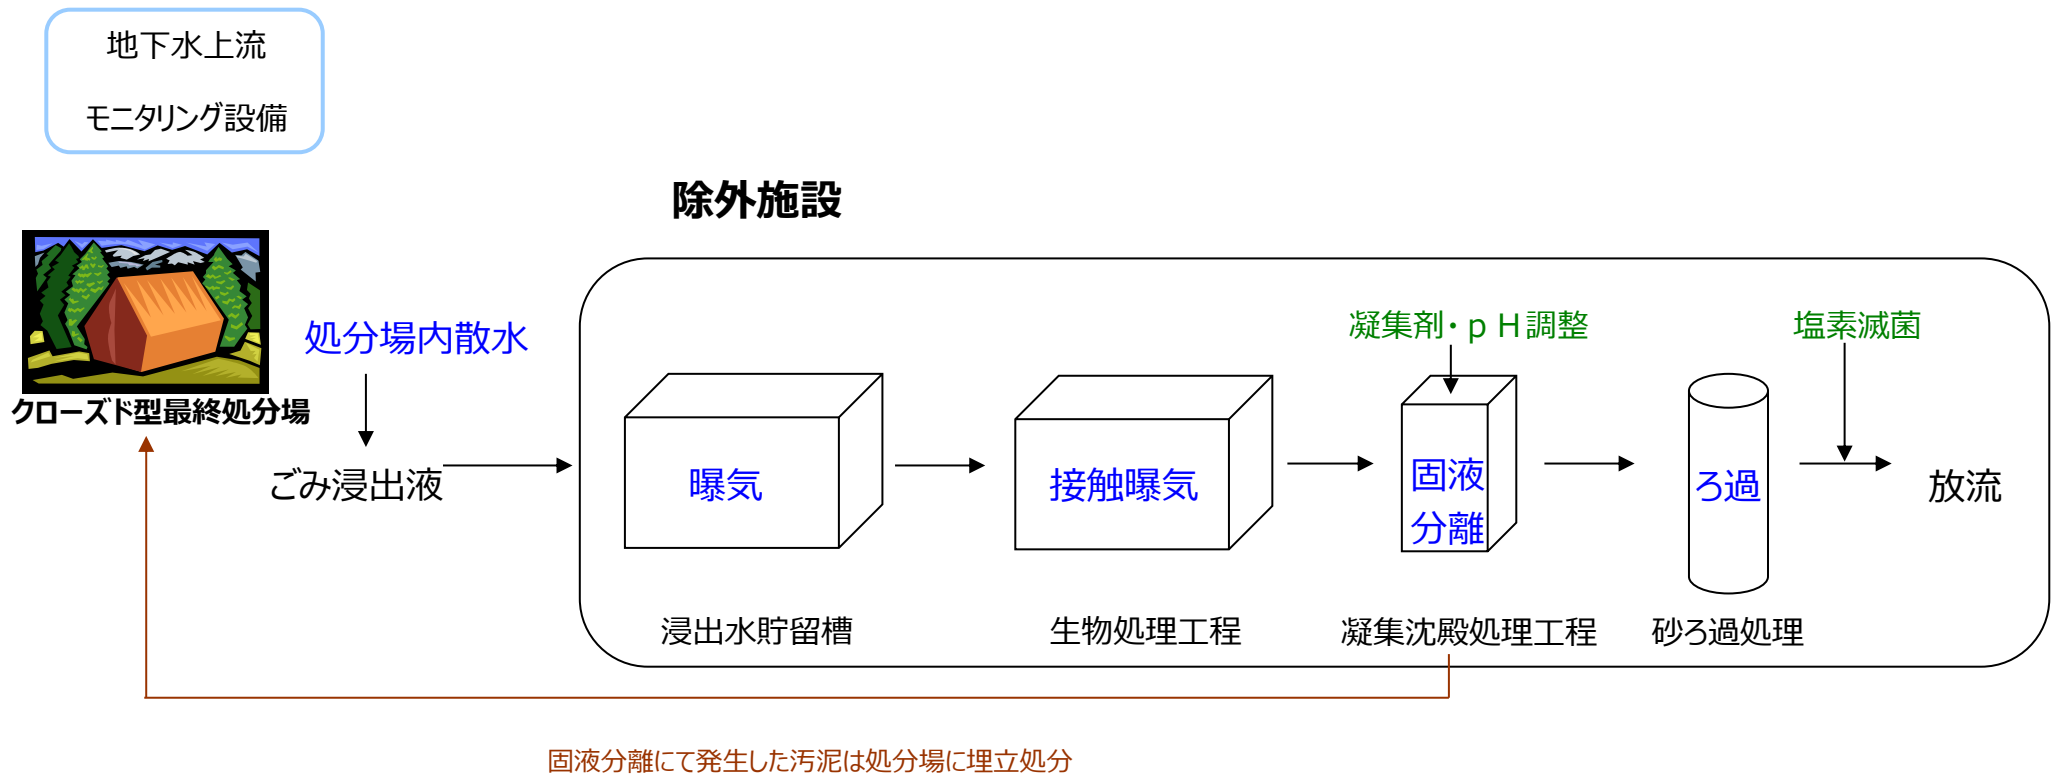 地下水上流
モニタリング設備
除外施設
処分場内散水
クローズド型最終処分場
ごみ浸出液
凝集剤・ｐＨ調整
塩素滅菌
曝気
接触曝気
固液
分離
ろ過
放流
浸出水貯留槽
生物処理工程
凝集沈殿処理工程
砂ろ過処理
固液分離にて発生した汚泥は処分場に埋立処分